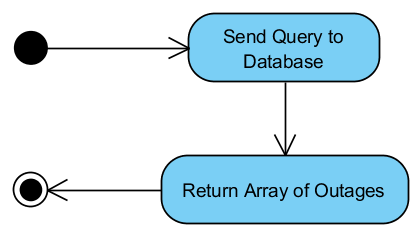 Send Query to
Database
Return Array of Outages